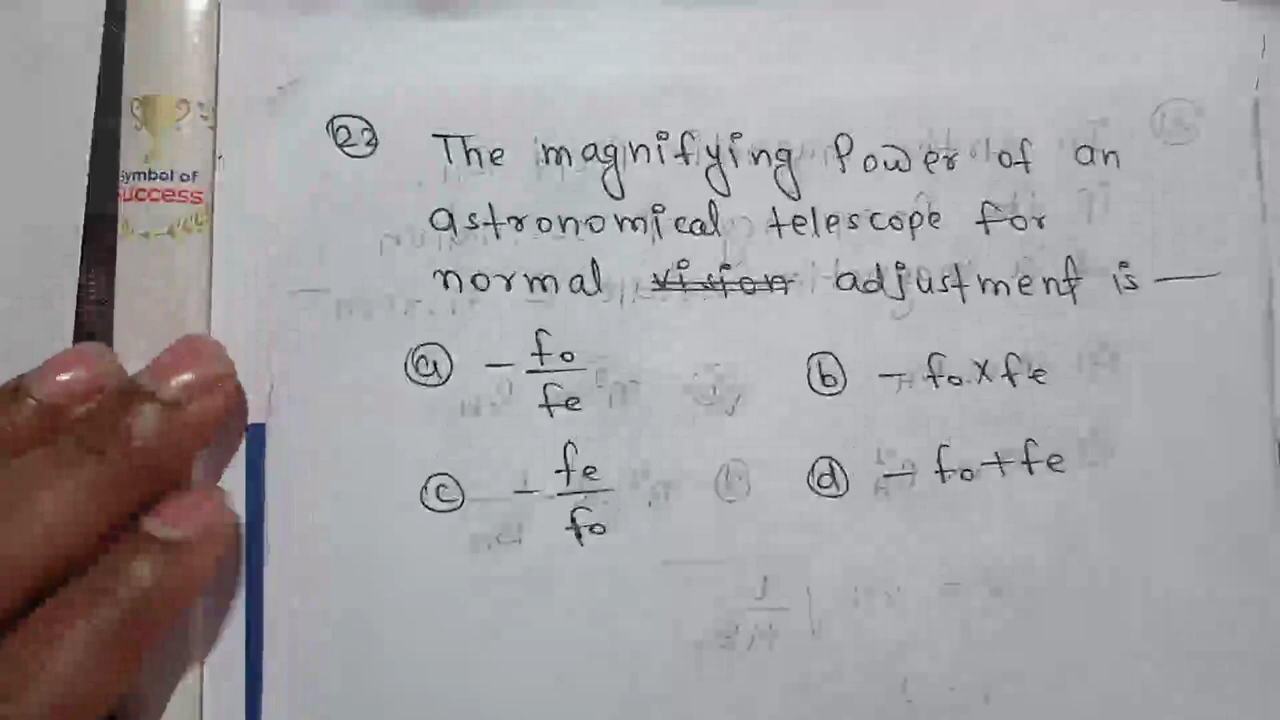 Symbol of
Success
(23) The magnifying Power of an
astronomical telescope for
normal vision adjustment is —
(a) - fo/fe (b) - fo x fe
(c) - fe/fo (d) - fo + fe